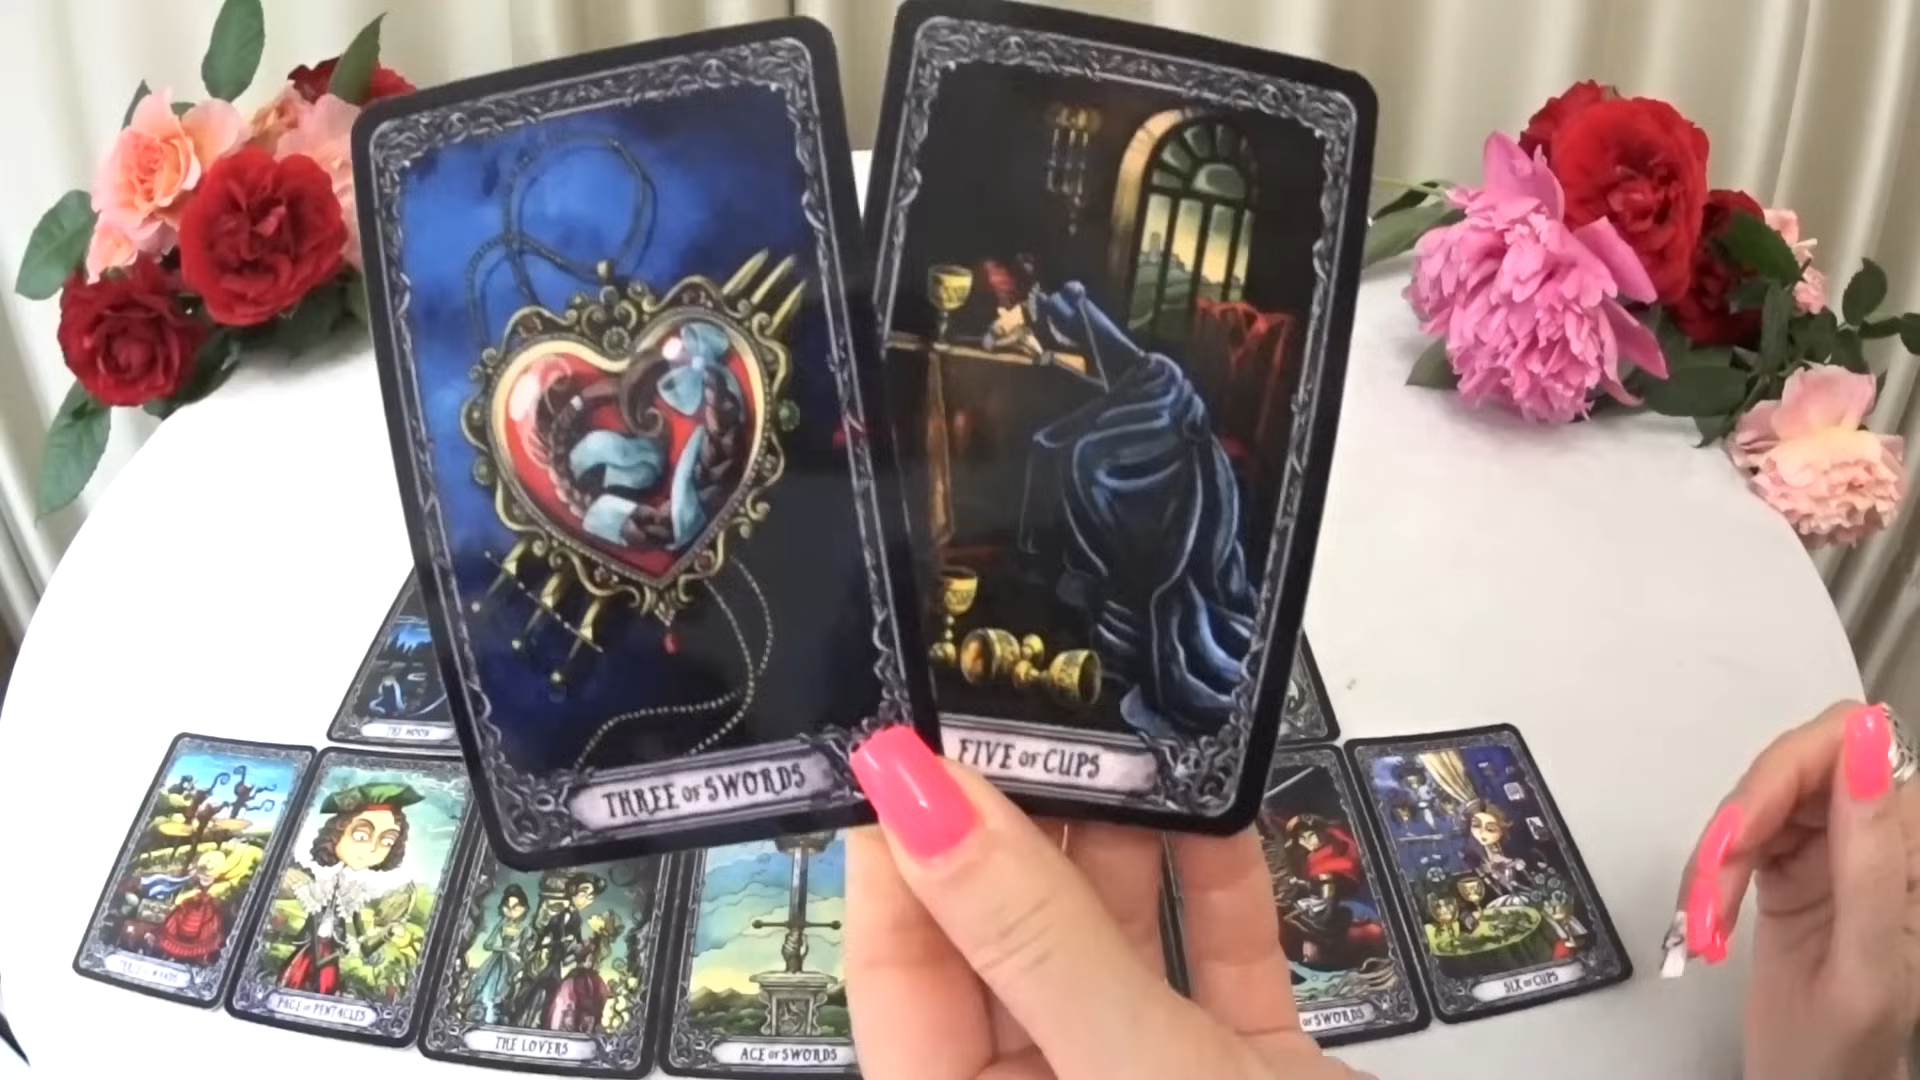 THREE OF SWORDS
FIVE OF CUPS
THE MOON
PAGE OF PENTACLES
THE LOVERS
ACE OF SWORDS
OF SWORDS
SIX OF CUPS